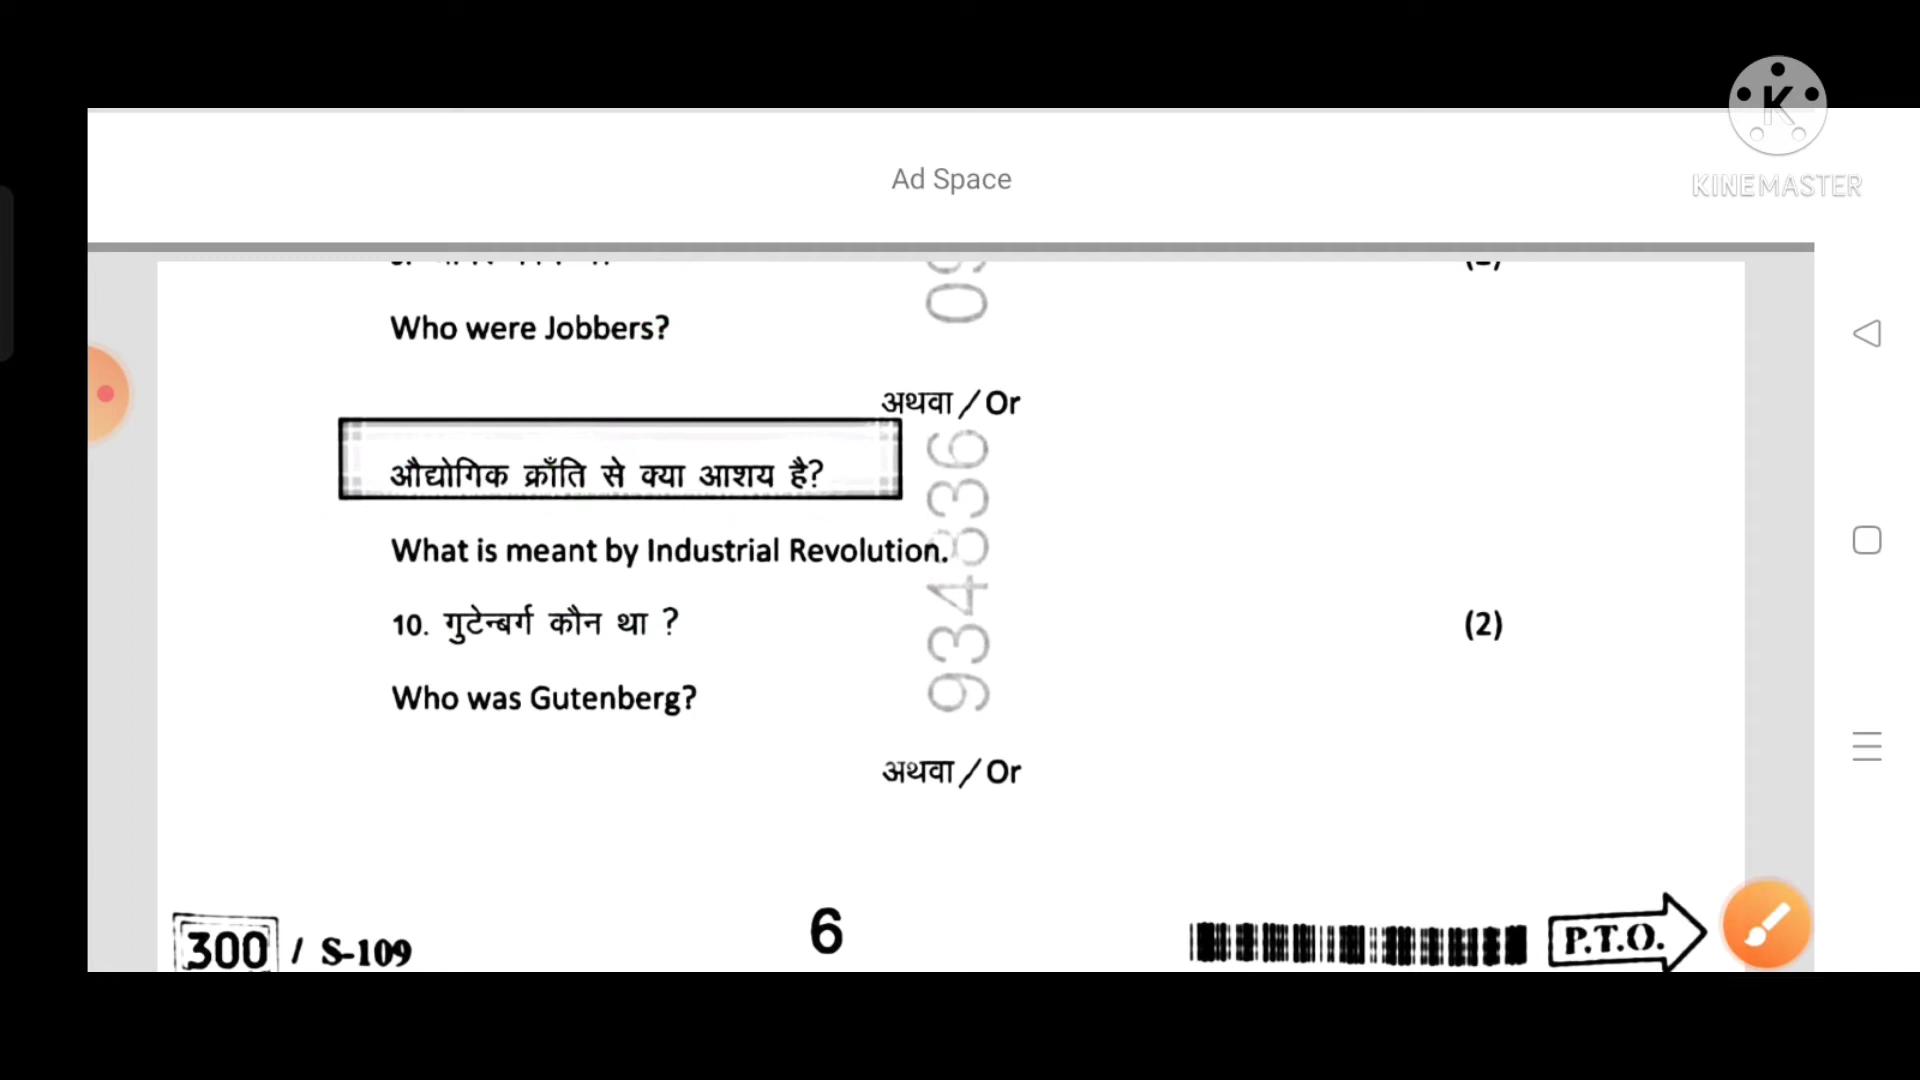 K
KINEMASTER
Ad Space
Who were Jobbers?
अथवा / Or
औद्योगिक क्राँति से क्या आशय है?
What is meant by Industrial Revolution.
10. गुटेन्बर्ग कौन था ? (2)
Who was Gutenberg?
अथवा / Or
300 / S-109 6 P.T.O.